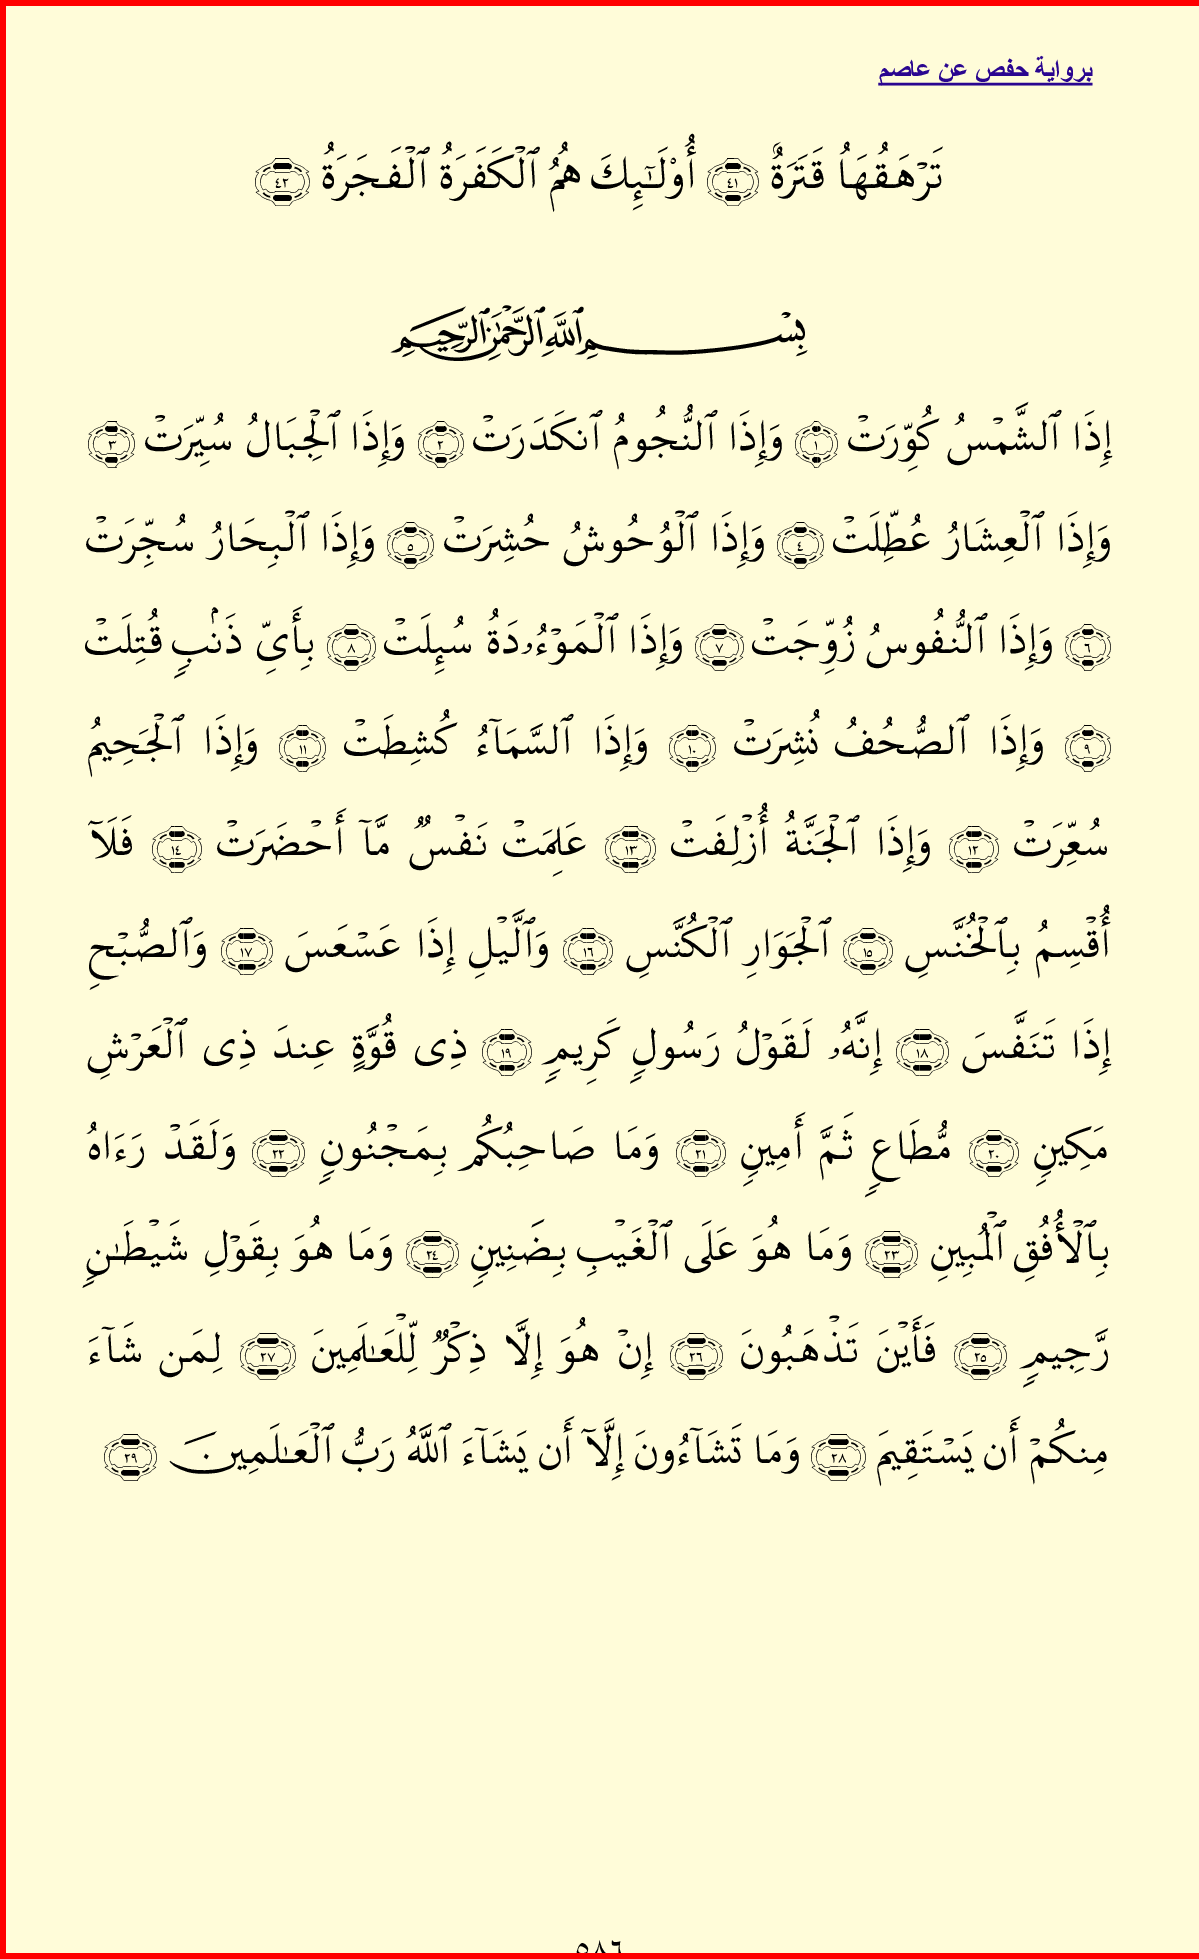 برواية حفص عن عاصم
تَرْهَقُهَا قَتَرَةٌ ٤١ أُوْلَـٰٓئِكَ هُمُ ٱلْكَفَرَةُ ٱلْفَجَرَةُ ٤٢
بِسْمِ ٱللَّهِ ٱلرَّحْمَـٰنِ ٱلرَّحِيمِ
إِذَا ٱلشَّمْسُ كُوِّرَتْ ١ وَإِذَا ٱلنُّجُومُ ٱنكَدَرَتْ ٢ وَإِذَا ٱلْجِبَالُ سُيِّرَتْ ٣
وَإِذَا ٱلْعِشَارُ عُطِّلَتْ ٤ وَإِذَا ٱلْوُحُوشُ حُشِرَتْ ٥ وَإِذَا ٱلْبِحَارُ سُجِّرَتْ
٦ وَإِذَا ٱلنُّفُوسُ زُوِّجَتْ ٧ وَإِذَا ٱلْمَوْءُۥدَةُ سُئِلَتْ ٨ بِأَىِّ ذَنۢبٍ قُتِلَتْ
٩ وَإِذَا ٱلصُّحُفُ نُشِرَتْ ١٠ وَإِذَا ٱلسَّمَآءُ كُشِطَتْ ١١ وَإِذَا ٱلْجَحِيمُ
سُعِّرَتْ ١٢ وَإِذَا ٱلْجَنَّةُ أُزْلِفَتْ ١٣ عَلِمَتْ نَفْسٌ مَّآ أَحْضَرَتْ ١٤ فَلَآ
أُقْسِمُ بِٱلْخُنَّسِ ١٥ ٱلْجَوَارِ ٱلْكُنَّسِ ١٦ وَٱلَّيْلِ إِذَا عَسْعَسَ ١٧ وَٱلصُّبْحِ
إِذَا تَنَفَّسَ ١٨ إِنَّهُۥ لَقَوْلُ رَسُولٍ كَرِيمٍ ١٩ ذِى قُوَّةٍ عِندَ ذِى ٱلْعَرْشِ
مَكِينٍ ٢٠ مُّطَاعٍ ثَمَّ أَمِينٍ ٢١ وَمَا صَاحِبُكُم بِمَجْنُونٍ ٢٢ وَلَقَدْ رَءَاهُ
بِٱلْأُفُقِ ٱلْمُبِينِ ٢٣ وَمَا هُوَ عَلَى ٱلْغَيْبِ بِضَنِينٍ ٢٤ وَمَا هُوَ بِقَوْلِ شَيْطَـٰنٍ
رَّجِيمٍ ٢٥ فَأَيْنَ تَذْهَبُونَ ٢٦ إِنْ هُوَ إِلَّا ذِكْرٌ لِّلْعَـٰلَمِينَ ٢٧ لِمَن شَآءَ
مِنكُمْ أَن يَسْتَقِيمَ ٢٨ وَمَا تَشَآءُونَ إِلَّآ أَن يَشَآءَ ٱللَّهُ رَبُّ ٱلْعَـٰلَمِينَ ٢٩
٥٨٦